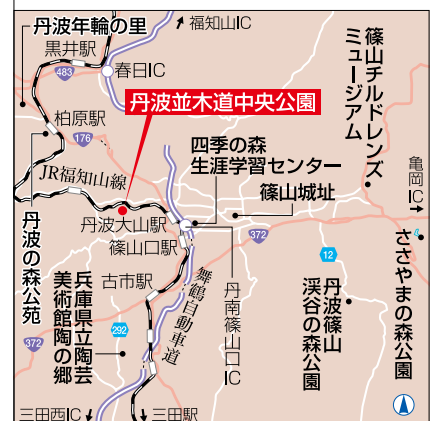 丹波年輪の里
福知山IC
黒井駅
483
春日IC
丹波並木道中央公園
柏原駅
176
JR福知山線
丹波の森公苑
丹波大山駅
篠山口駅
四季の森
生涯学習センター
篠山城址
篠山チルドレンズ
ミュージアム
亀岡
IC
372
古市駅
舞鶴自動車道
丹南篠山口IC
12
丹波篠山
渓谷の森公園
ささやまの森公園
兵庫県立陶芸
美術館陶の郷
292
372
三田西IC
三田駅